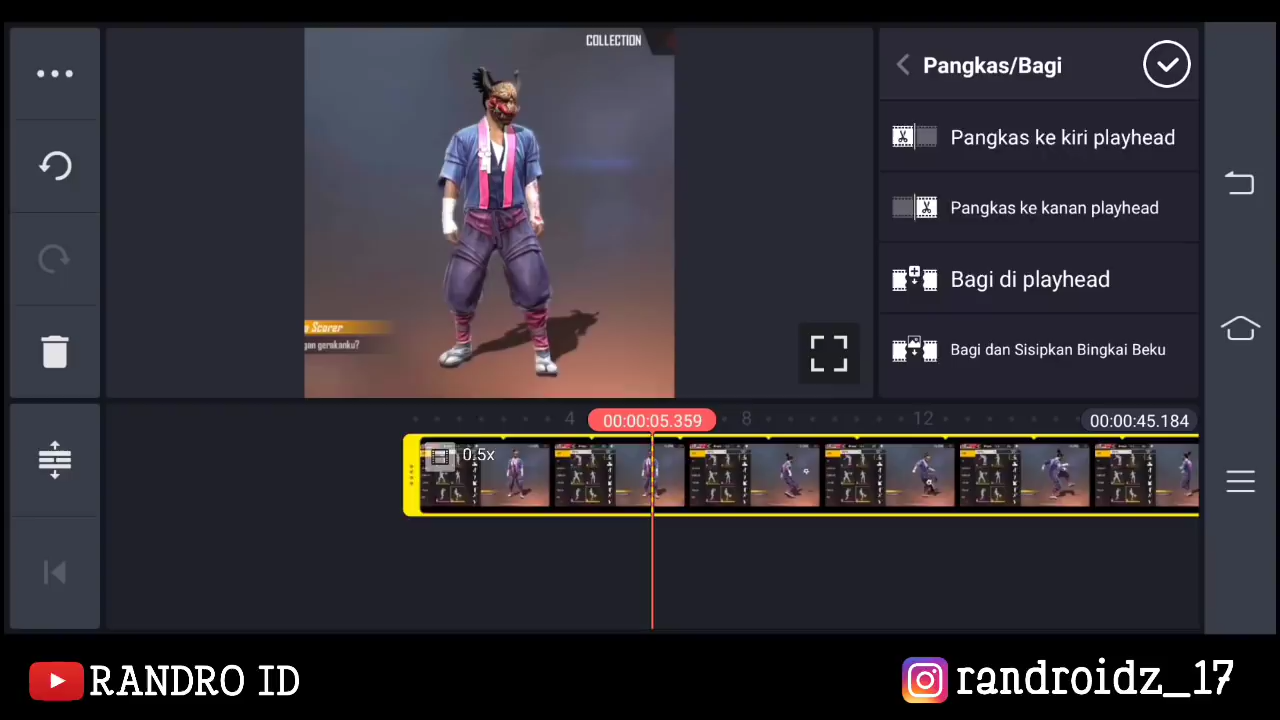 COLLECTION
Scorer
gerakanku?
Pangkas/Bagi
Pangkas ke kiri playhead
Pangkas ke kanan playhead
Bagi di playhead
Bagi dan Sisipkan Bingkai Beku
4 00:00:05.359 8 12 00:00:45.184
0.5x
RANDRO ID
randroidz_17